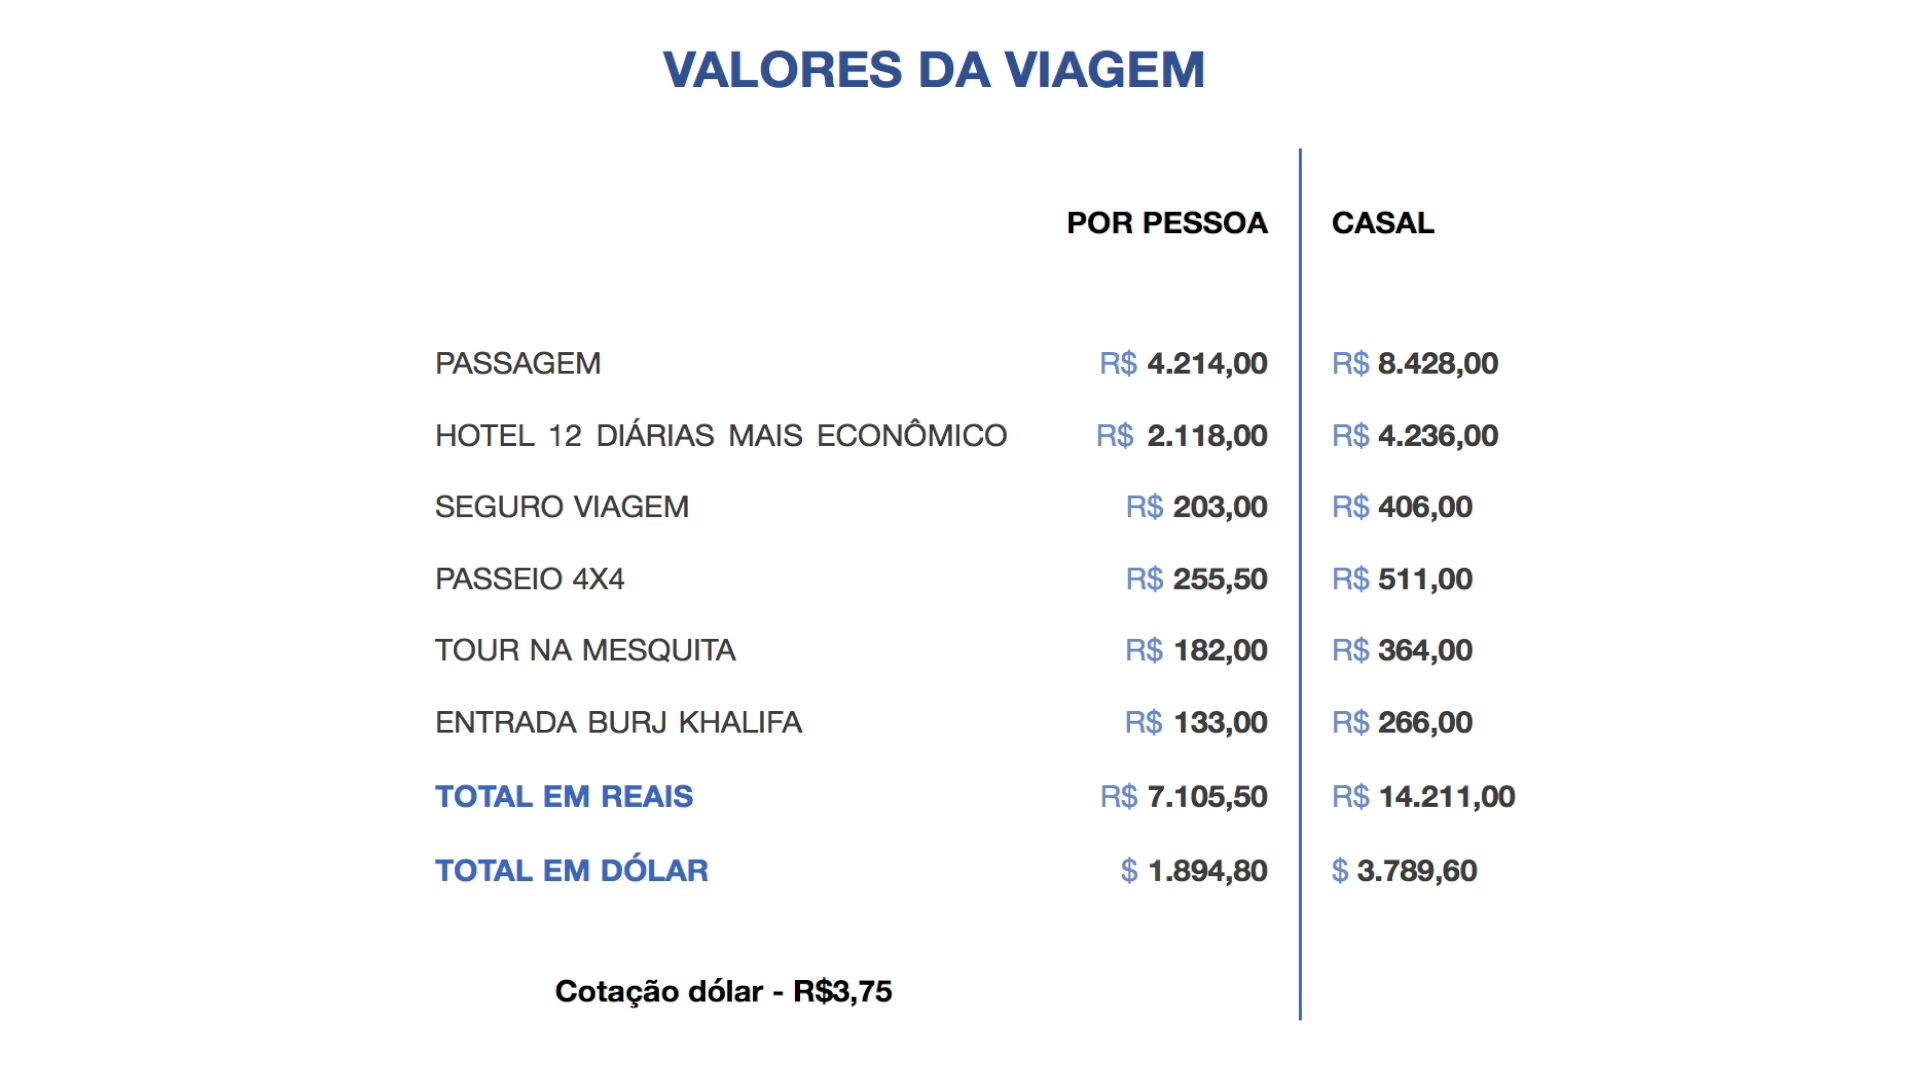 VALORES DA VIAGEM
POR PESSOA CASAL
PASSAGEM R$ 4.214,00 R$ 8.428,00
HOTEL 12 DIÁRIAS MAIS ECONÔMICO R$ 2.118,00 R$ 4.236,00
SEGURO VIAGEM R$ 203,00 R$ 406,00
PASSEIO 4X4 R$ 255,50 R$ 511,00
TOUR NA MESQUITA R$ 182,00 R$ 364,00
ENTRADA BURJ KHALIFA R$ 133,00 R$ 266,00
TOTAL EM REAIS R$ 7.105,50 R$ 14.211,00
TOTAL EM DÓLAR $ 1.894,80 $ 3.789,60
Cotação dólar - R$3,75